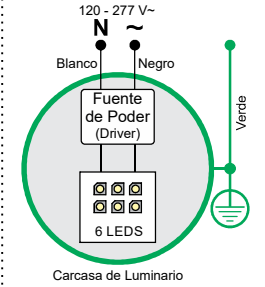 120 - 277 V~
N ~
Blanco Negro
Fuente
de Poder
(Driver)
Verde
6 LEDS
Carcasa de Luminario